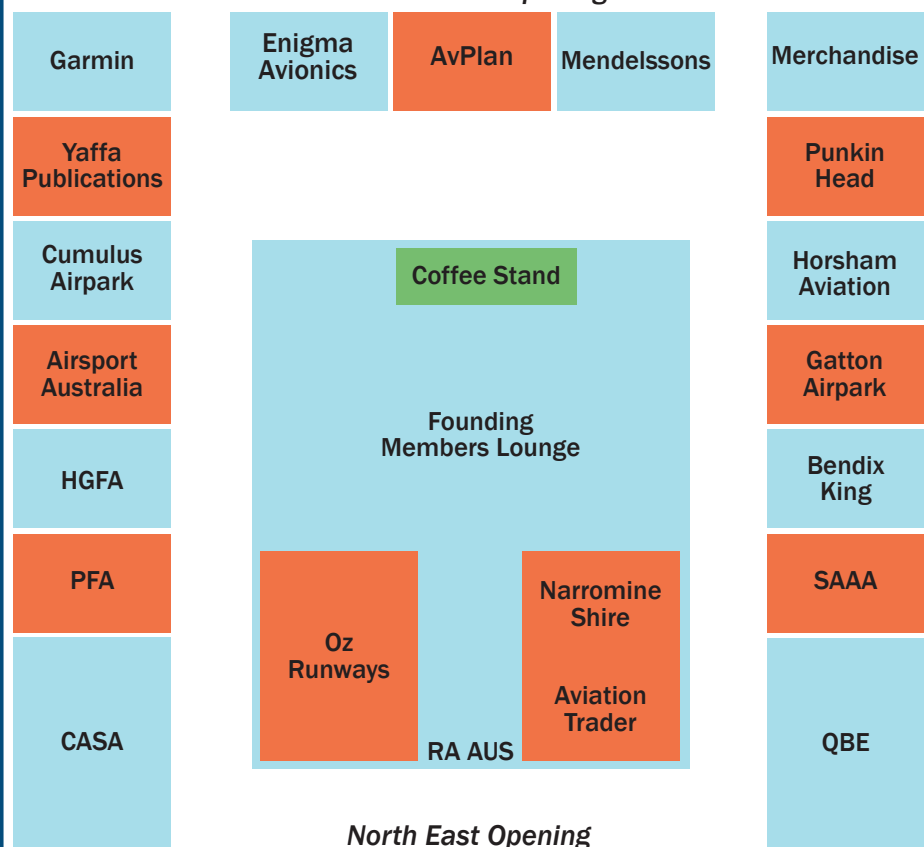 Garmin
Enigma
Avionics
AvPlan
Mendelssons
Merchandise
Yaffa
Publications
Punkin
Head
Cumulus
Airpark
Coffee Stand
Horsham
Aviation
Airsport
Australia
Gatton
Airpark
Founding
Members Lounge
HGFA
Bendix
King
PFA
SAAA
Oz
Runways
Narromine
Shire
Aviation
Trader
CASA
RA AUS
QBE
North East Opening